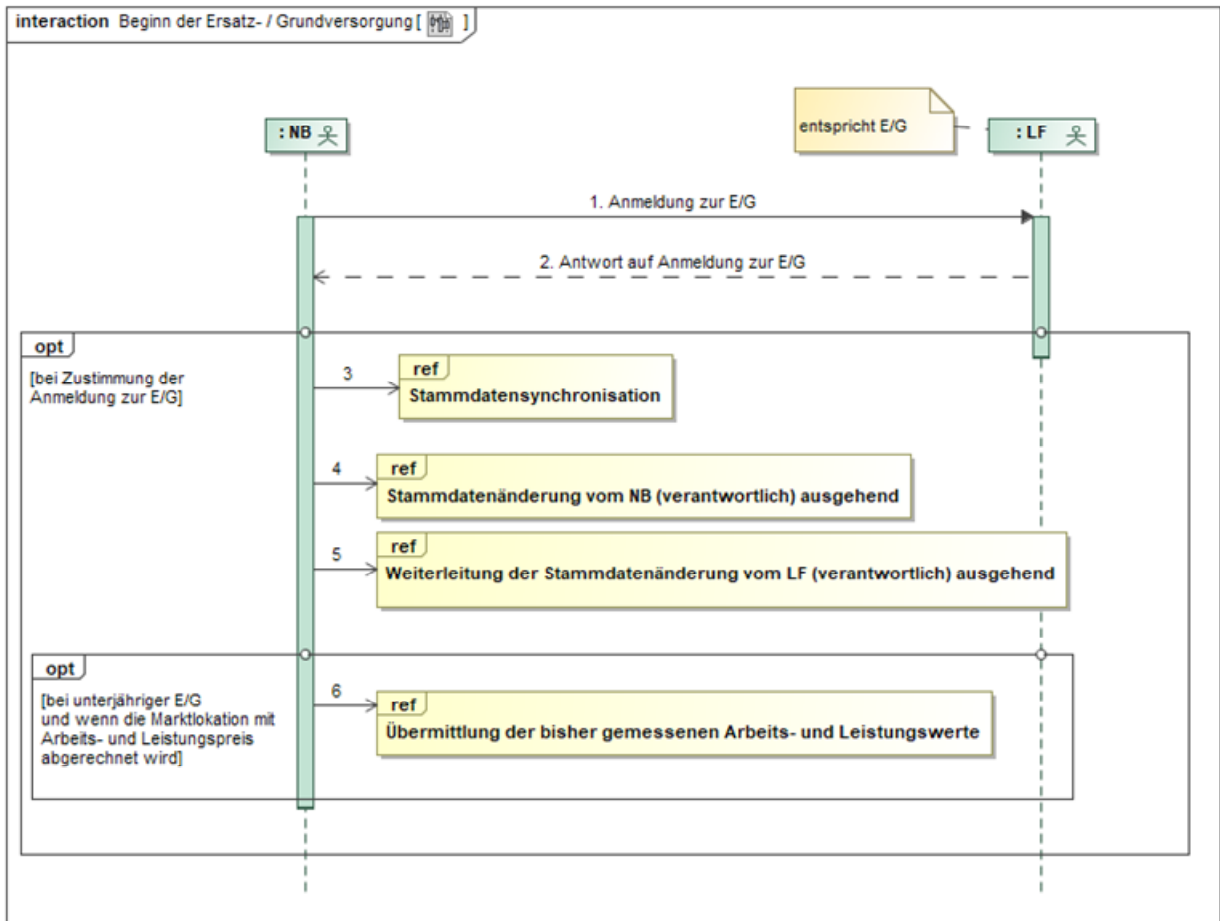 interaction Beginn der Ersatz- / Grundversorgung [ ]
entspricht E/G
: NB
: LF
1. Anmeldung zur E/G
2. Antwort auf Anmeldung zur E/G
opt
[bei Zustimmung der
Anmeldung zur E/G]
3
ref
Stammdatensynchronisation
4
ref
Stammdatenänderung vom NB (verantwortlich) ausgehend
5
ref
Weiterleitung der Stammdatenänderung vom LF (verantwortlich) ausgehend
opt
[bei unterjähriger E/G
und wenn die Marktlokation mit
Arbeits- und Leistungspreis
abgerechnet wird]
6
ref
Übermittlung der bisher gemessenen Arbeits- und Leistungswerte